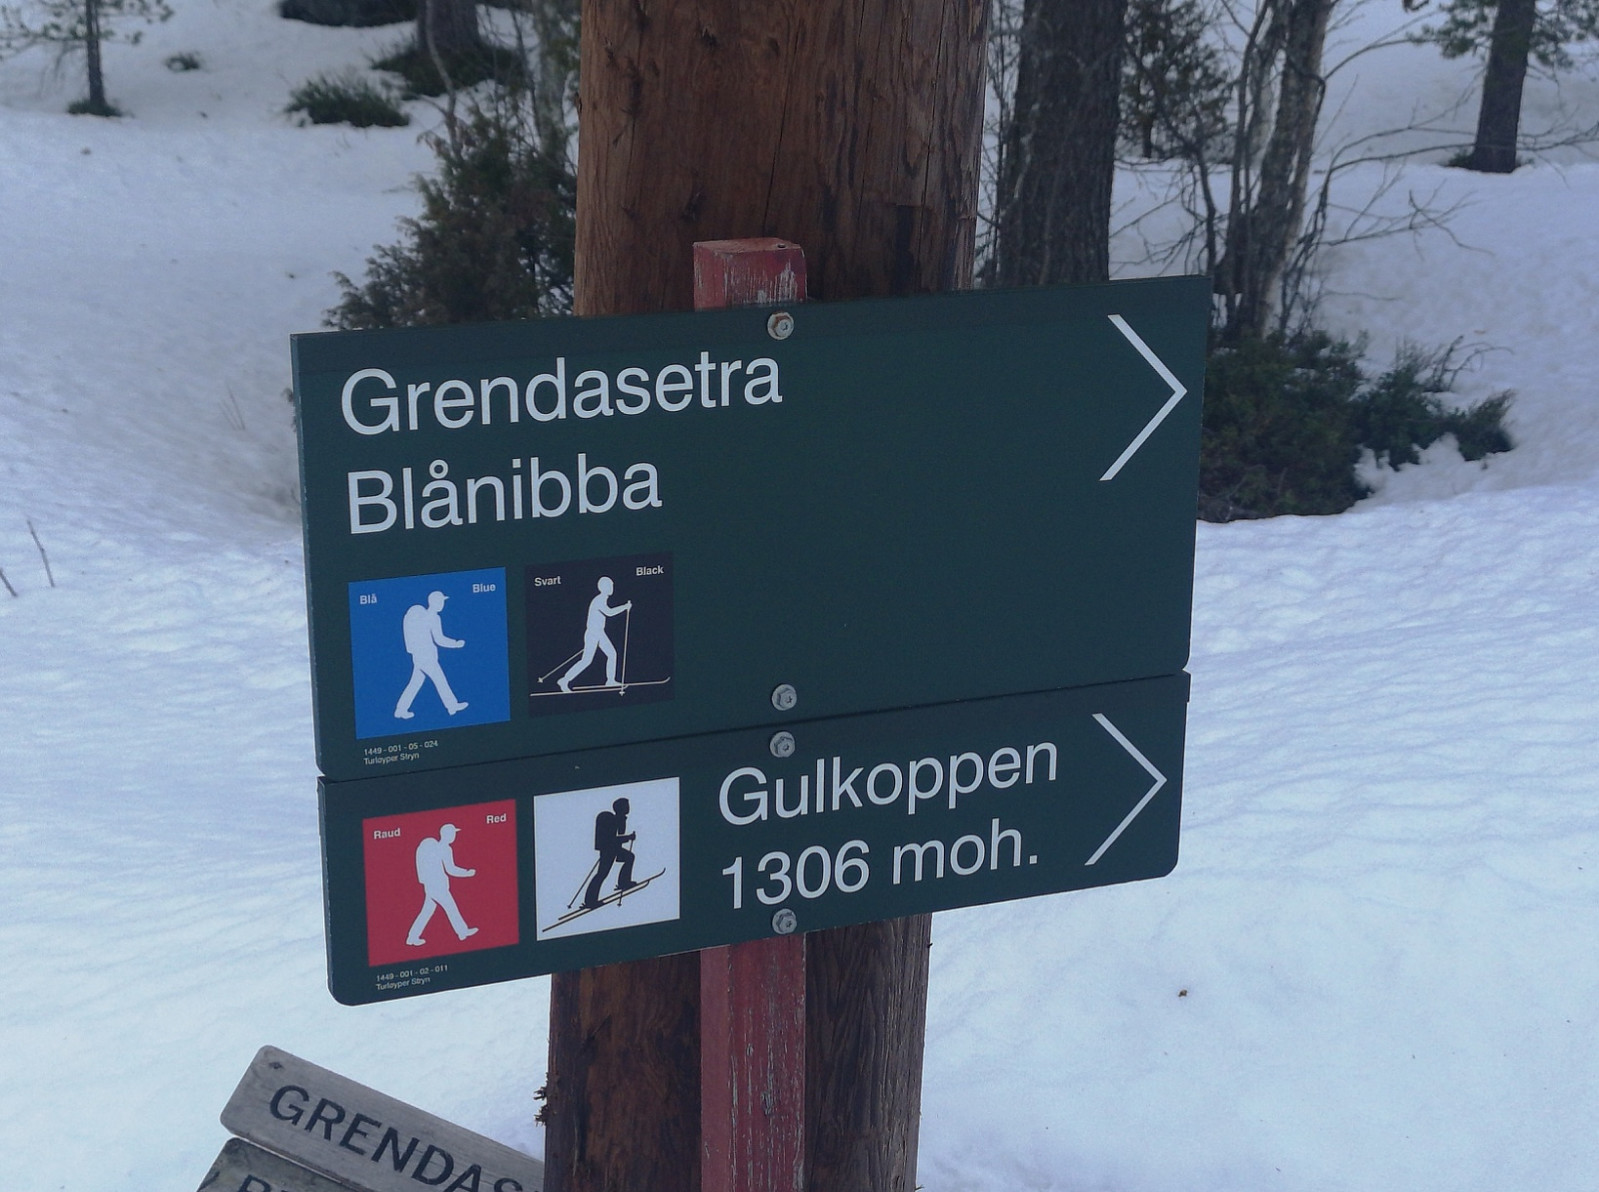 Grendasetra
Blånibba
Blå Blue
Svart Black
1449 - 001 - 05 - 024
Turløyper Stryn
Gulkoppen
1306 moh.
Raud Red
1449 - 001 - 02 - 011
Turløyper Stryn